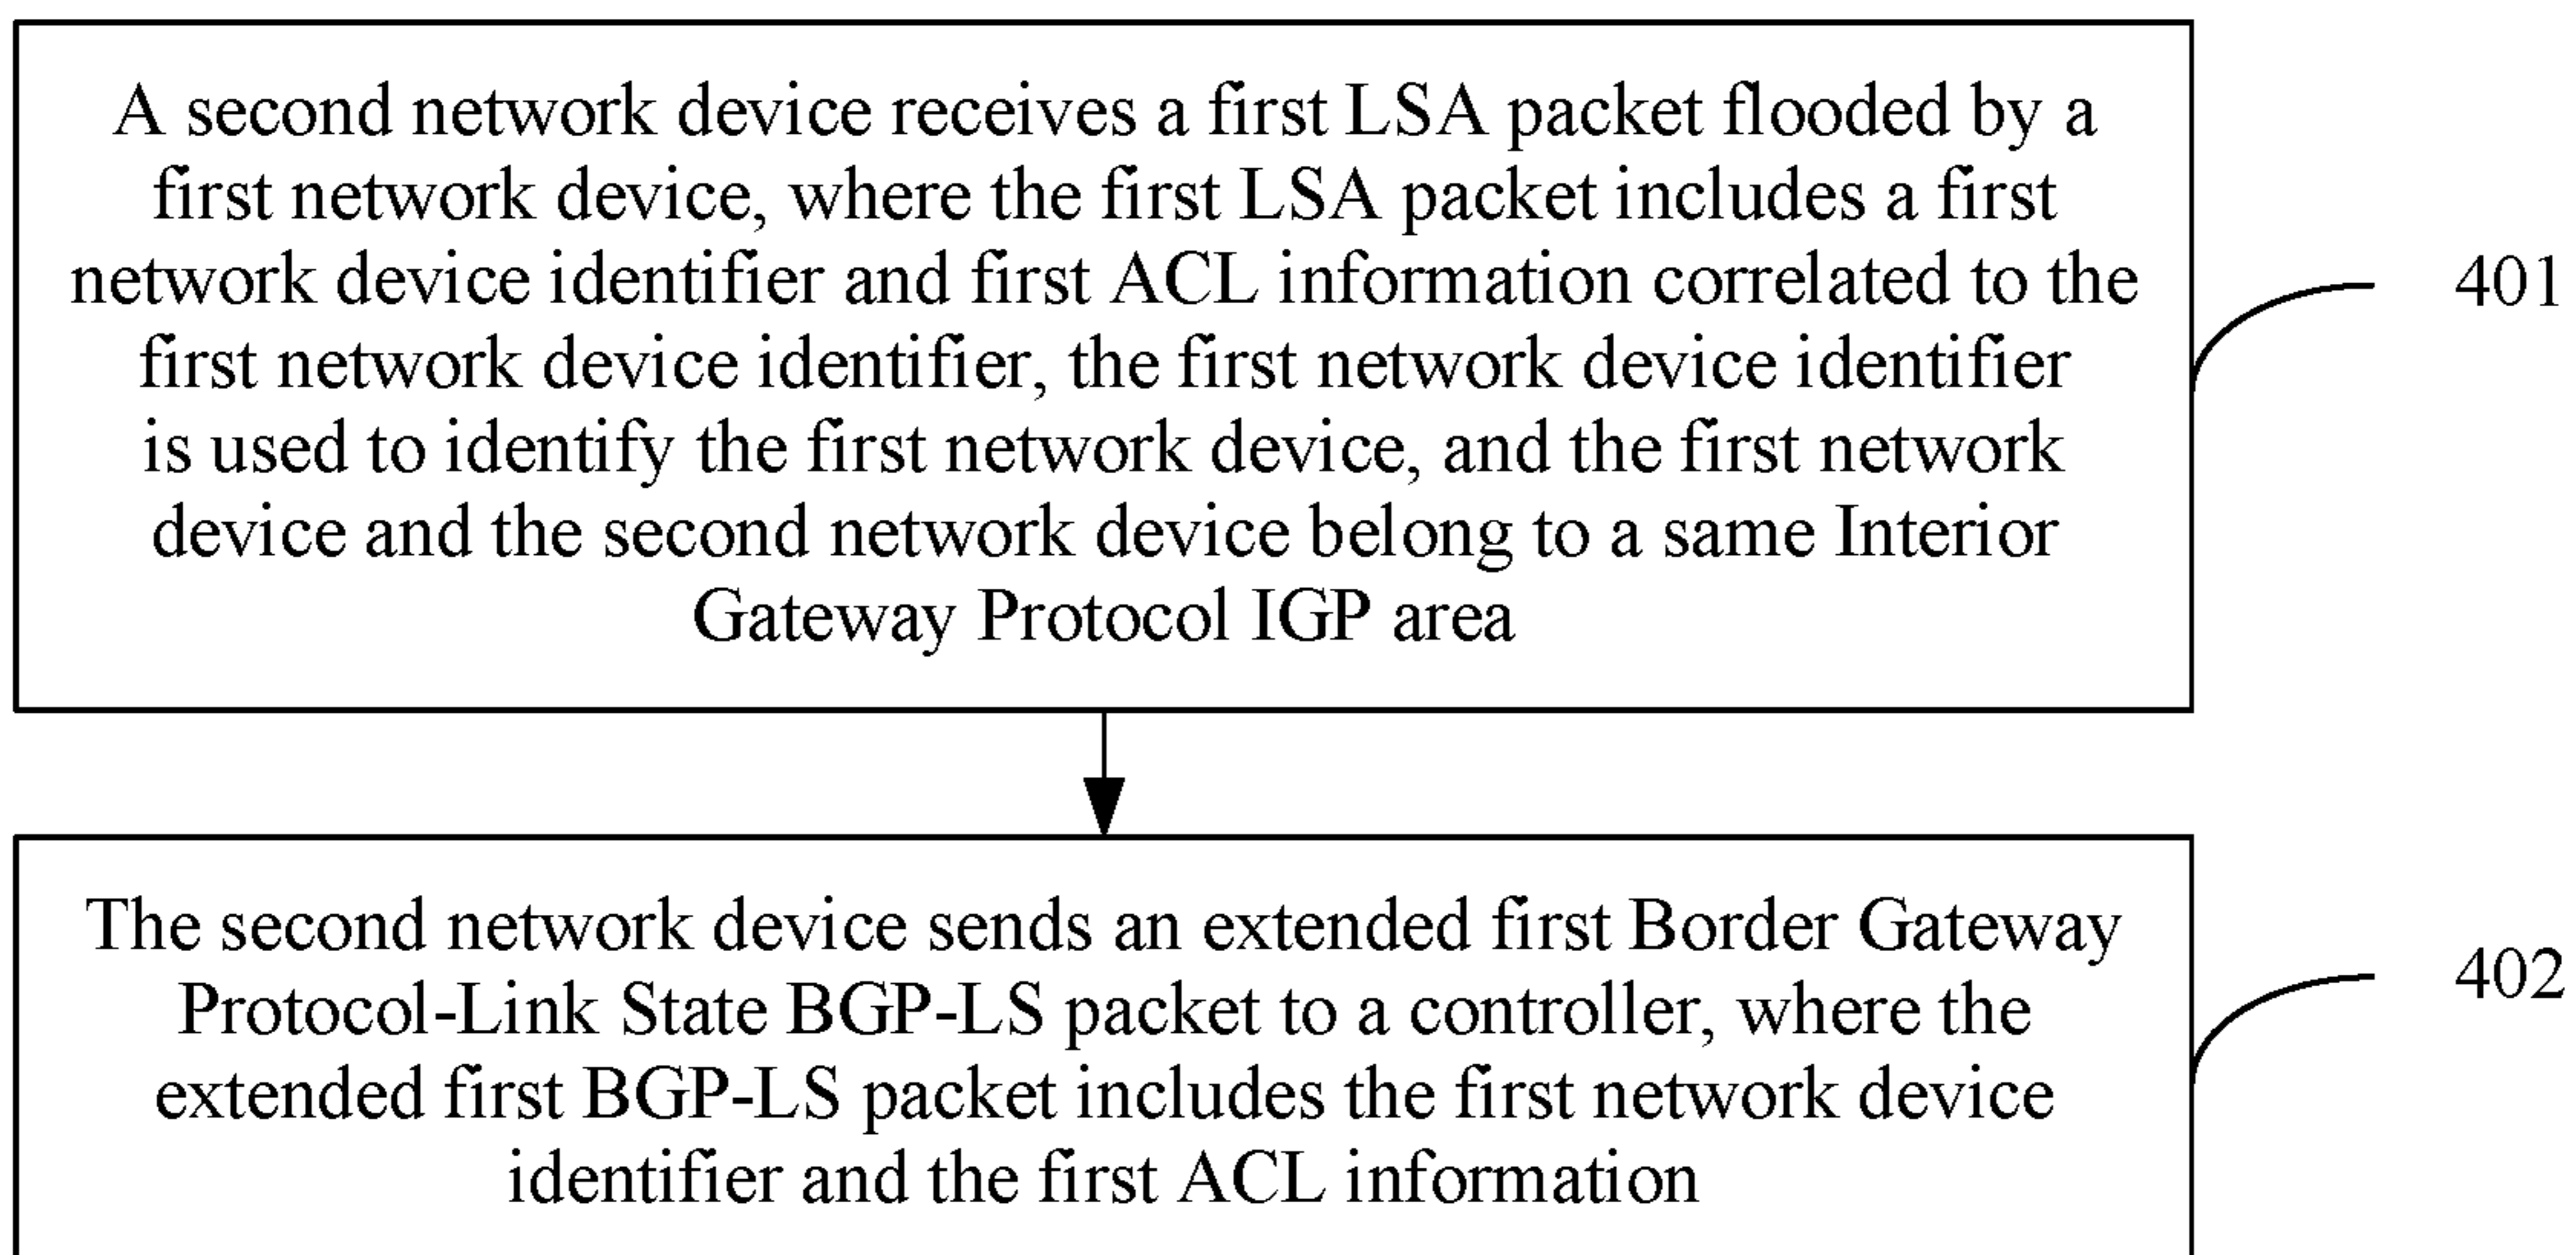 A second network device receives a first LSA packet flooded by a
first network device, where the first LSA packet includes a first
network device identifier and first ACL information correlated to the
first network device identifier, the first network device identifier
is used to identify the first network device, and the first network
device and the second network device belong to a same Interior
Gateway Protocol IGP area
401
The second network device sends an extended first Border Gateway
Protocol-Link State BGP-LS packet to a controller, where the
extended first BGP-LS packet includes the first network device
identifier and the first ACL information
402